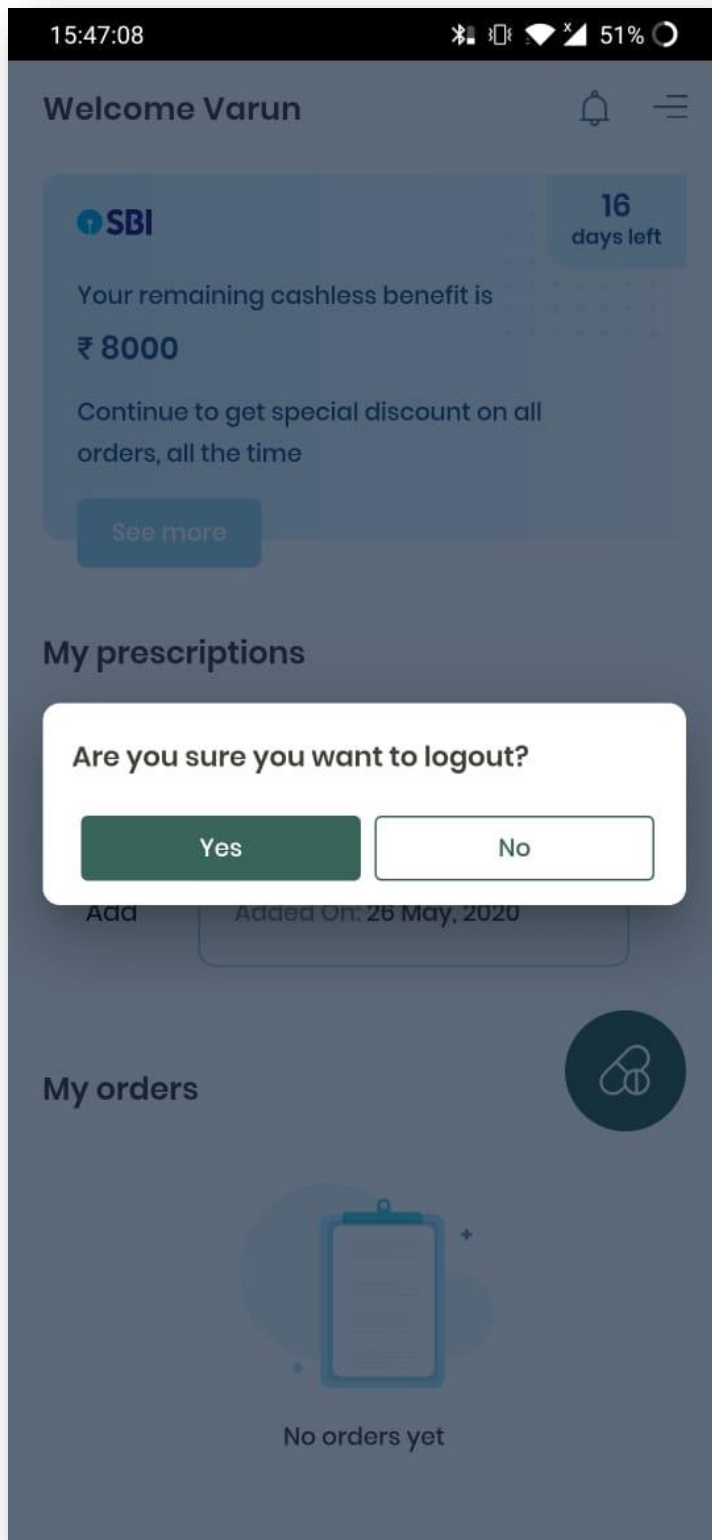 15:47:08
51%
Welcome Varun
SBI
16
days left
Your remaining cashless benefit is
₹ 8000
Continue to get special discount on all
orders, all the time
See more
My prescriptions
Are you sure you want to logout?
Yes
No
Add
Added On: 26 May, 2020
My orders
No orders yet